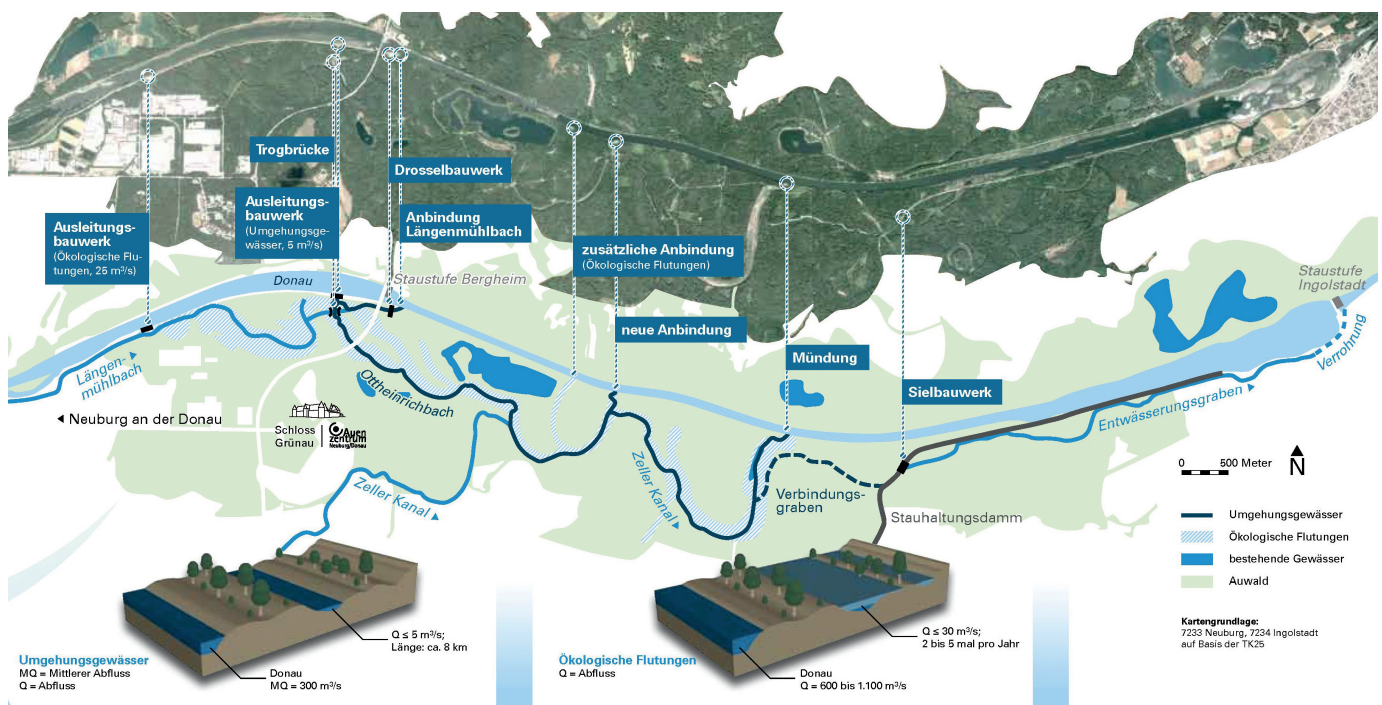 Trogbrücke
Drosselbauwerk
Ausleitungs-
bauwerk
(Umgehungsge-
wässer, 5 m³/s)
Anbindung
Längenmühlbach
Ausleitungs-
bauwerk
(Ökologische Flu-
tungen, 25 m³/s)
zusätzliche Anbindung
(Ökologische Flutungen)
neue Anbindung
Mündung
Sielbauwerk
Donau
Staustufe Bergheim
Staustufe
Ingolstadt
Verrohrung
Entwässerungsgraben
Längen-
mühlbach
Neuburg an der Donau
Ottheinrichbach
Schloss
Grünau
Auen
zentrum
Neuburg/Donau
Zeller Kanal
Zeller Kanal
Verbindungs-
graben
Stauhaltungsdamm
0 500 Meter
N
Umgehungsgewässer
Ökologische Flutungen
bestehende Gewässer
Auwald
Kartengrundlage:
7233 Neuburg, 7234 Ingolstadt
auf Basis der TK25
Q ≤ 5 m³/s;
Länge: ca. 8 km
Umgehungsgewässer
MQ = Mittlerer Abfluss
Q = Abfluss
Donau
MQ = 300 m³/s
Q ≤ 30 m³/s;
2 bis 5 mal pro Jahr
Ökologische Flutungen
Q = Abfluss
Donau
Q = 600 bis 1.100 m³/s